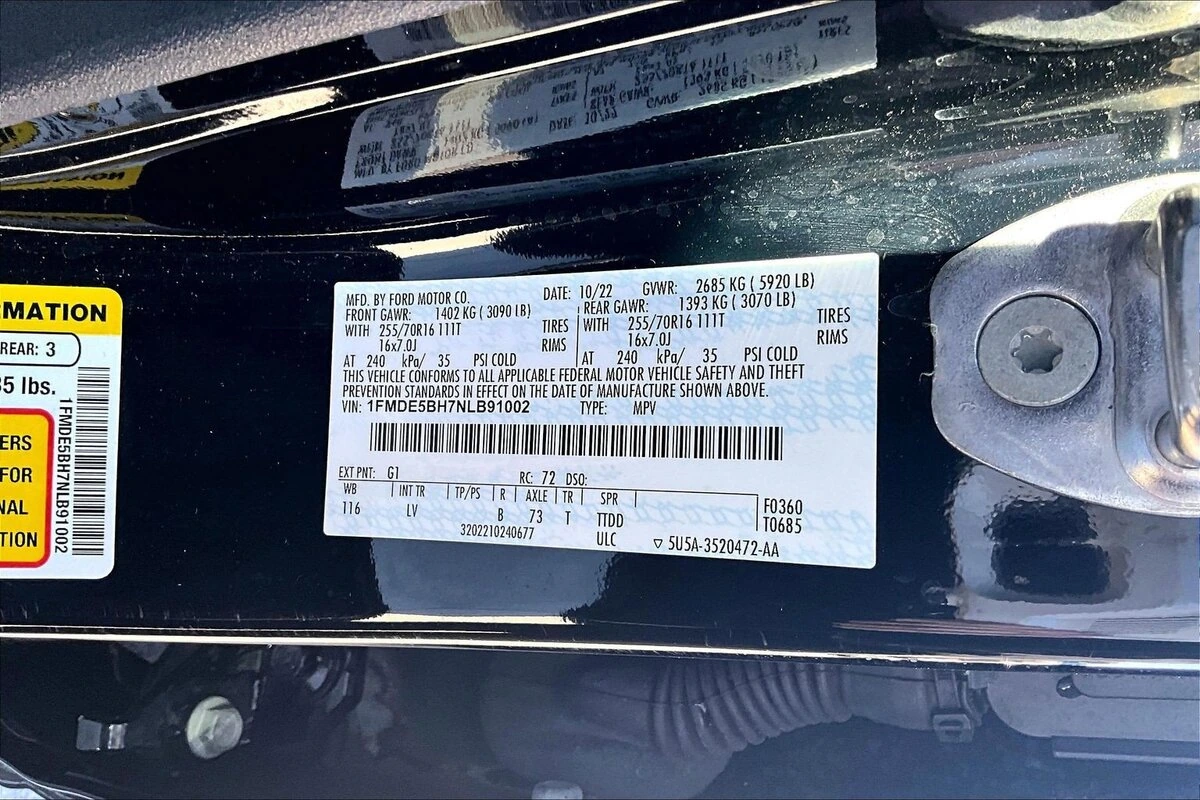 MATION
REAR: 3
35 lbs.
ERS
FOR
NAL
TION
1FMDE5BH7NLB91002
MFD. BY FORD MOTOR CO. DATE: 10/22 GVWR: 2685 KG ( 5920 LB)
FRONT GAWR: 1402 KG ( 3090 LB) REAR GAWR: 1393 KG ( 3070 LB)
WITH 255/70R16 111T TIRES WITH 255/70R16 111T TIRES
16x7.0J RIMS 16x7.0J RIMS
AT 240 kPa/ 35 PSI COLD AT 240 kPa/ 35 PSI COLD
THIS VEHICLE CONFORMS TO ALL APPLICABLE FEDERAL MOTOR VEHICLE SAFETY AND THEFT
PREVENTION STANDARDS IN EFFECT ON THE DATE OF MANUFACTURE SHOWN ABOVE.
VIN: 1FMDE5BH7NLB91002 TYPE: MPV
EXT PNT: G1 RC: 72 DSO:
WB INT TR TP/PS R AXLE TR SPR F0360
116 LV B 73 T TTDD T0685
3202210240677 ULC ▽ 5U5A-3520472-AA